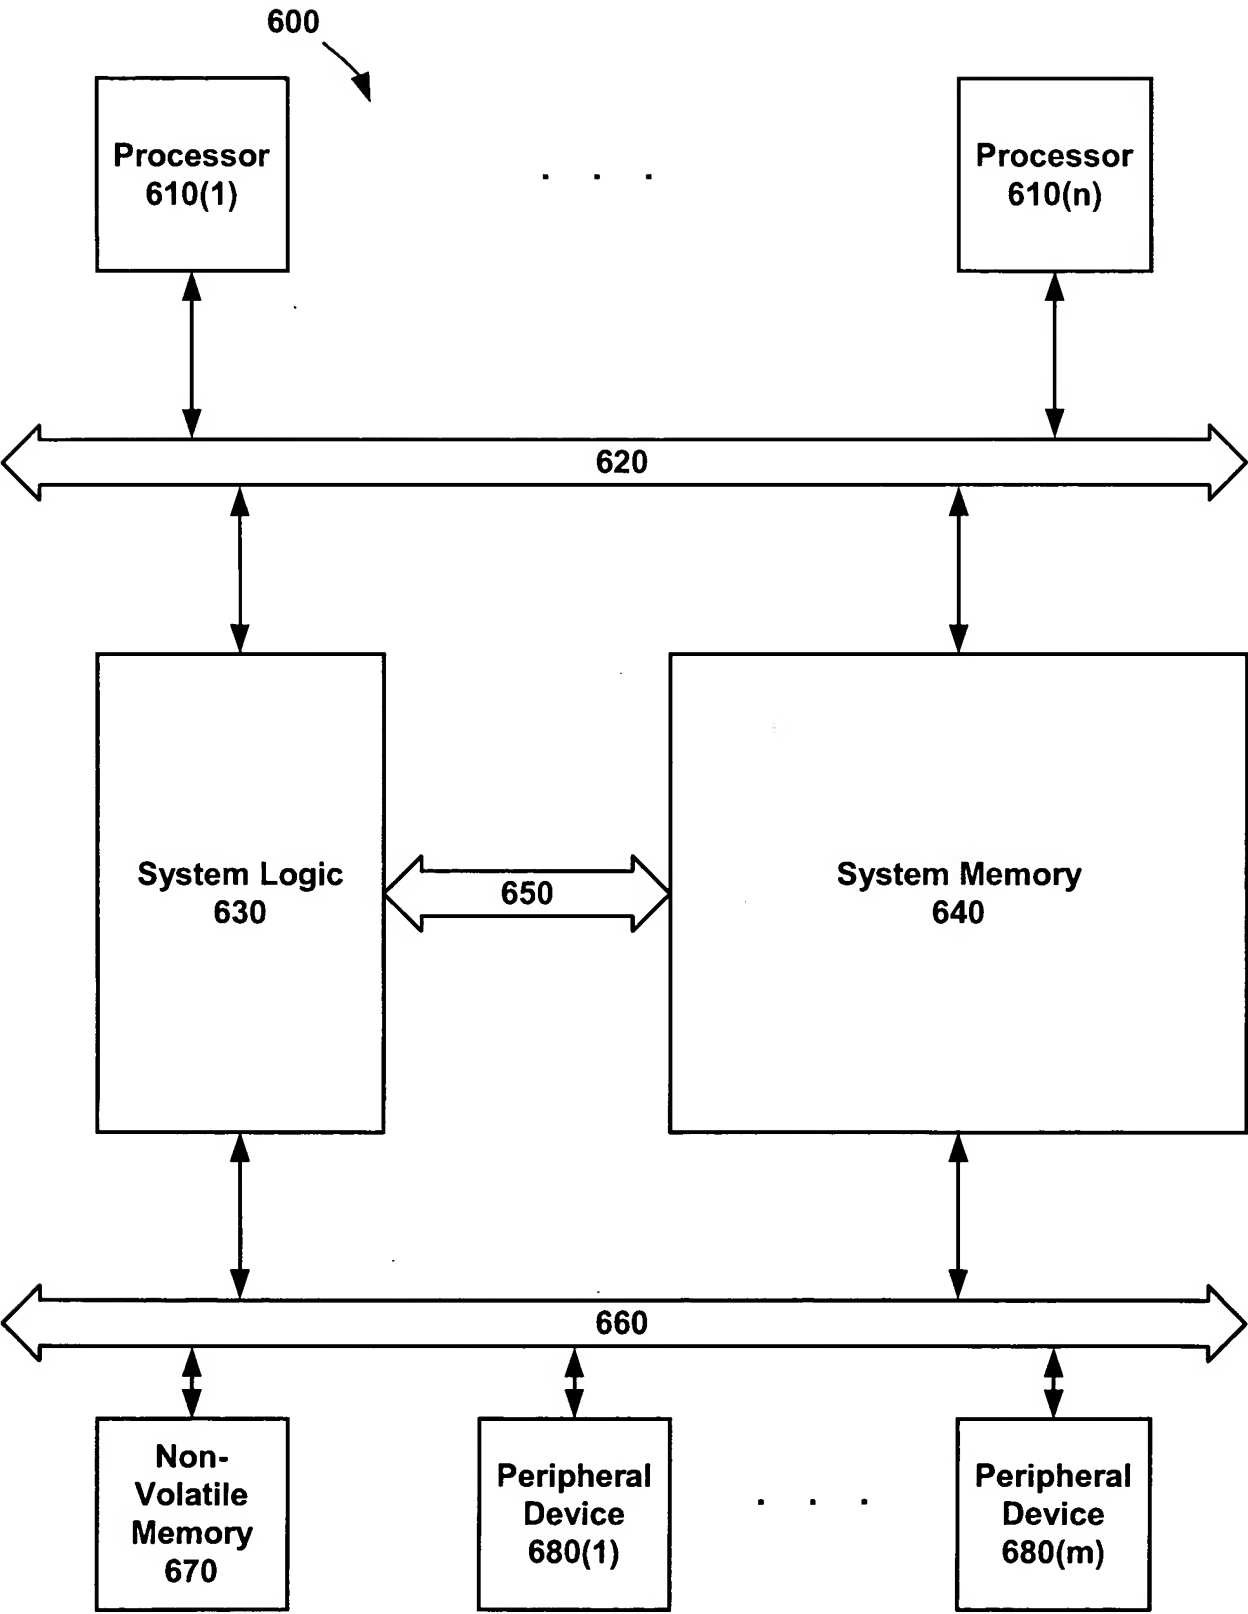 600
Processor
610(1)
. . .
Processor
610(n)
620
System Logic
630
650
System Memory
640
660
Non-
Volatile
Memory
670
Peripheral
Device
680(1)
. . .
Peripheral
Device
680(m)